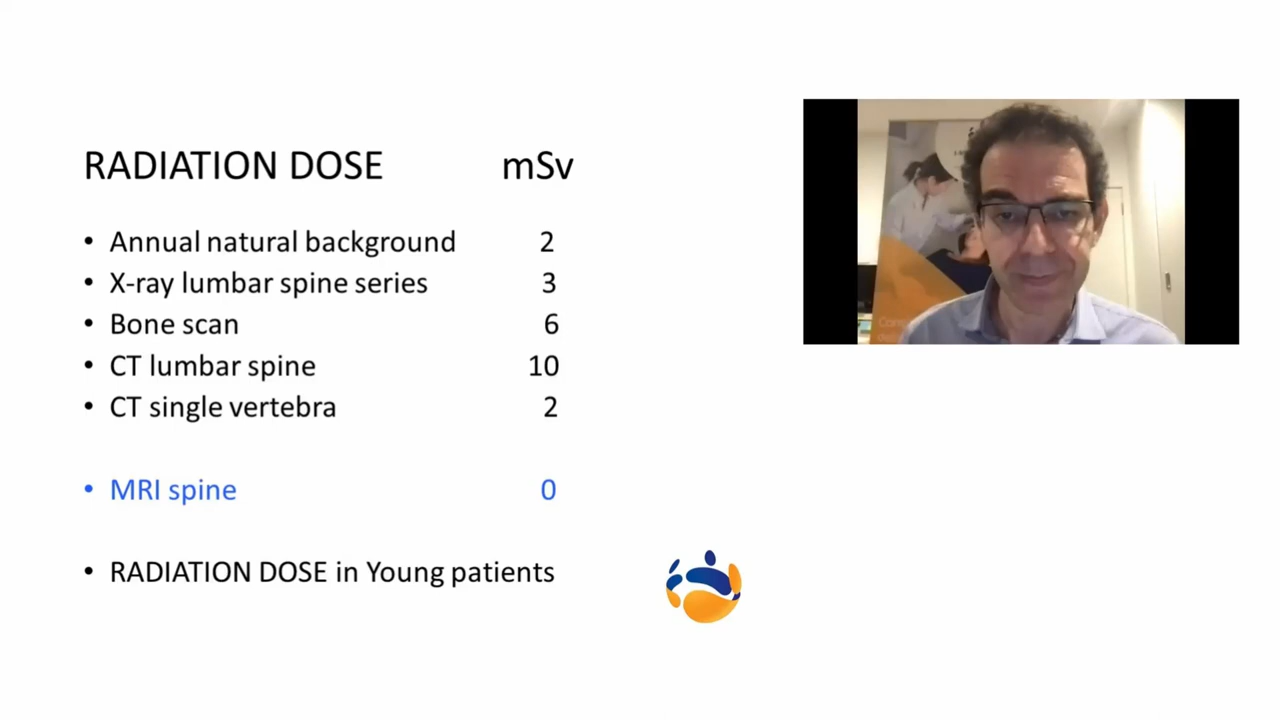 RADIATION DOSE mSv
• Annual natural background 2
• X-ray lumbar spine series 3
• Bone scan 6
• CT lumbar spine 10
• CT single vertebra 2
• MRI spine 0
• RADIATION DOSE in Young patients